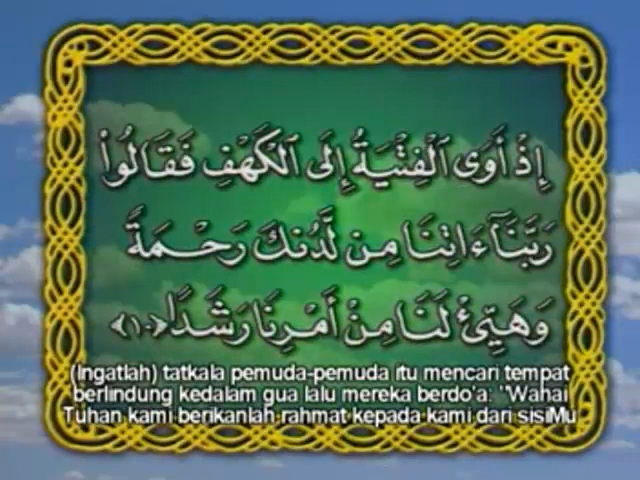 إِذْ أَوَى ٱلْفِتْيَةُ إِلَى ٱلْكَهْفِ فَقَالُوا۟
رَبَّنَآ ءَاتِنَا مِن لَّدُنكَ رَحْمَةً
وَهَيِّئْ لَنَا مِنْ أَمْرِنَا رَشَدًا ﴿١٠﴾
(Ingatlah) tatkala pemuda-pemuda itu mencari tempat
berlindung kedalam gua lalu mereka berdo'a: "Wahai
Tuhan kami berikanlah rahmat kepada kami dari sisiMu